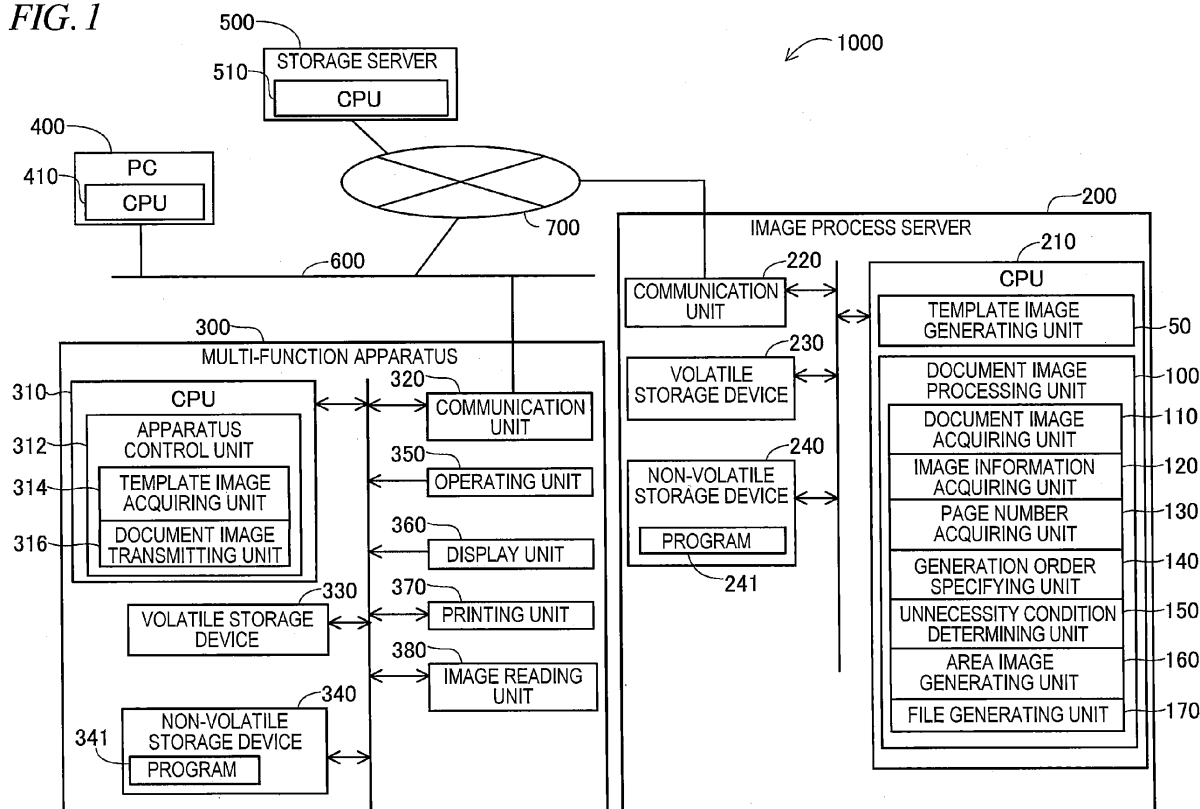 FIG. 1
500
STORAGE SERVER
510
CPU
1000
400
PC
410
CPU
700
600
200
IMAGE PROCESS SERVER
210
CPU
220
COMMUNICATION
UNIT
TEMPLATE IMAGE
GENERATING UNIT
50
230
VOLATILE
STORAGE DEVICE
DOCUMENT IMAGE
PROCESSING UNIT
100
DOCUMENT IMAGE
ACQUIRING UNIT
110
240
NON-VOLATILE
STORAGE DEVICE
PROGRAM
241
IMAGE INFORMATION
ACQUIRING UNIT
120
PAGE NUMBER
ACQUIRING UNIT
130
GENERATION ORDER
SPECIFYING UNIT
140
UNNECESSITY CONDITION
DETERMINING UNIT
150
AREA IMAGE
GENERATING UNIT
160
FILE GENERATING UNIT
170
300
MULTI-FUNCTION APPARATUS
310
CPU
312
APPARATUS
CONTROL UNIT
314
TEMPLATE IMAGE
ACQUIRING UNIT
316
DOCUMENT IMAGE
TRANSMITTING UNIT
320
COMMUNICATION
UNIT
350
OPERATING UNIT
360
DISPLAY UNIT
370
PRINTING UNIT
380
IMAGE READING
UNIT
330
VOLATILE STORAGE
DEVICE
340
NON-VOLATILE
STORAGE DEVICE
341
PROGRAM